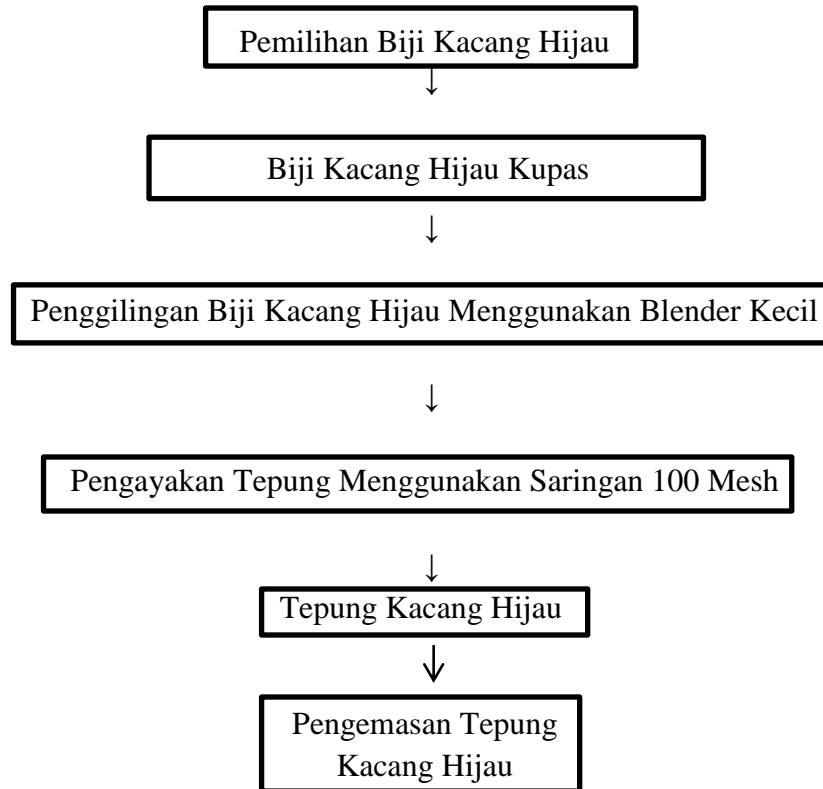 Pemilihan Biji Kacang Hijau
↓
Biji Kacang Hijau Kupas
↓
Penggilingan Biji Kacang Hijau Menggunakan Blender Kecil
↓
Pengayakan Tepung Menggunakan Saringan 100 Mesh
↓
Tepung Kacang Hijau
↓
Pengemasan Tepung
Kacang Hijau